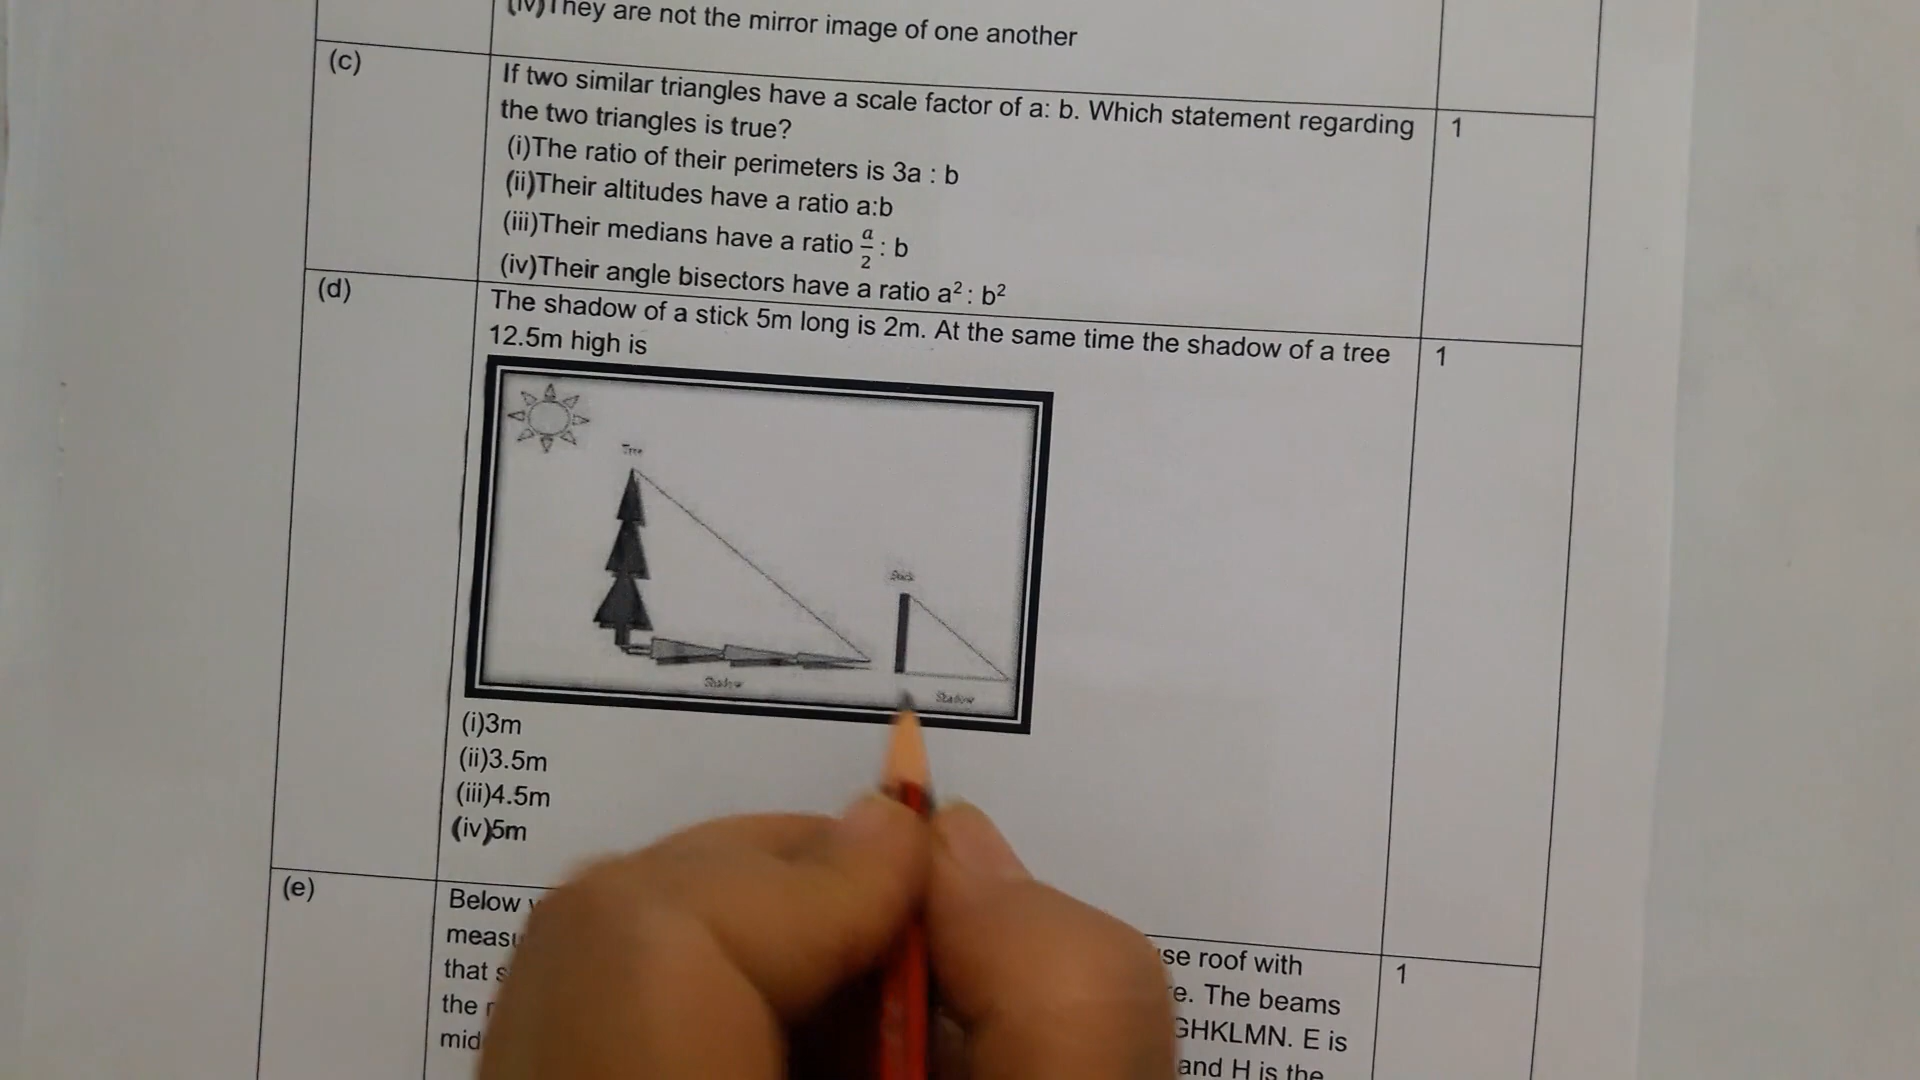 (iv)They are not the mirror image of one another
(c)
If two similar triangles have a scale factor of a: b. Which statement regarding
1
the two triangles is true?
(i)The ratio of their perimeters is 3a : b
(ii)Their altitudes have a ratio a:b
(iii)Their medians have a ratio a/2 : b
(iv)Their angle bisectors have a ratio a² : b²
(d)
The shadow of a stick 5m long is 2m. At the same time the shadow of a tree
1
12.5m high is
Tree
Stick
Shadow
Shadow
(i)3m
(ii)3.5m
(iii)4.5m
(iv)5m
(e)
Below
se roof with
1
measu
e. The beams
that s
the
GHKLMN. E is
mid
and H is the